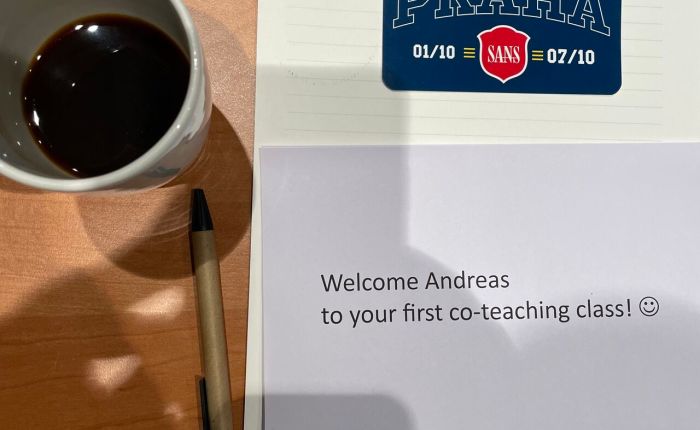 PRAHA
01/10 SANS 07/10
Welcome Andreas
to your first co-teaching class! ☺